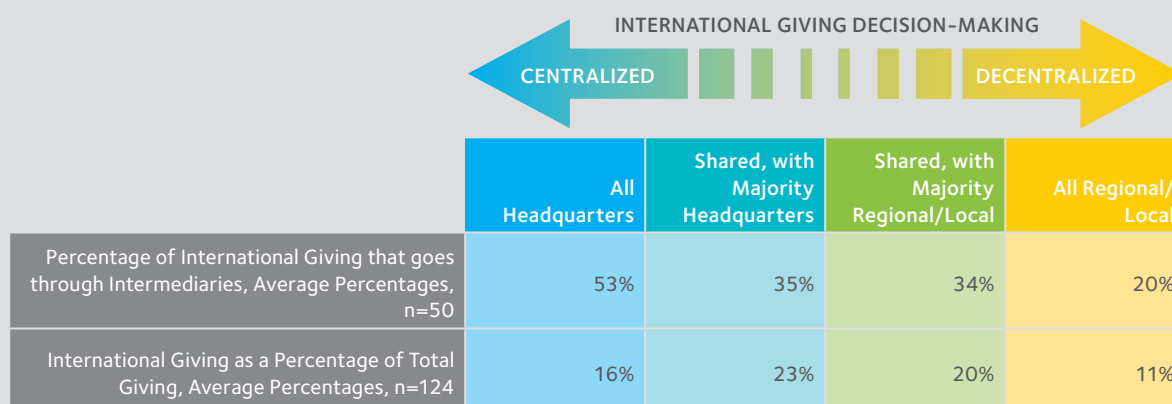 INTERNATIONAL GIVING DECISION-MAKING
CENTRALIZED
DECENTRALIZED
All
Headquarters
Shared, with
Majority
Headquarters
Shared, with
Majority
Regional/Local
All Regional/
Local
Percentage of International Giving that goes
through Intermediaries, Average Percentages,
n=50
53%
35%
34%
20%
International Giving as a Percentage of Total
Giving, Average Percentages, n=124
16%
23%
20%
11%